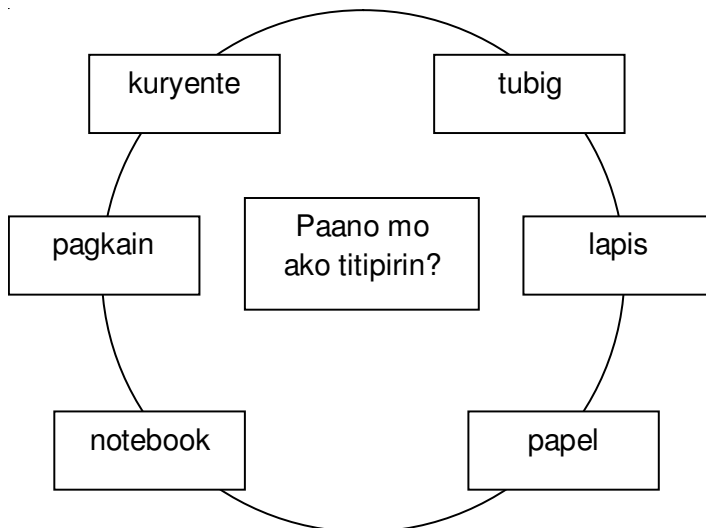 kuryente
tubig
pagkain
Paano mo
ako titipirin?
lapis
notebook
papel